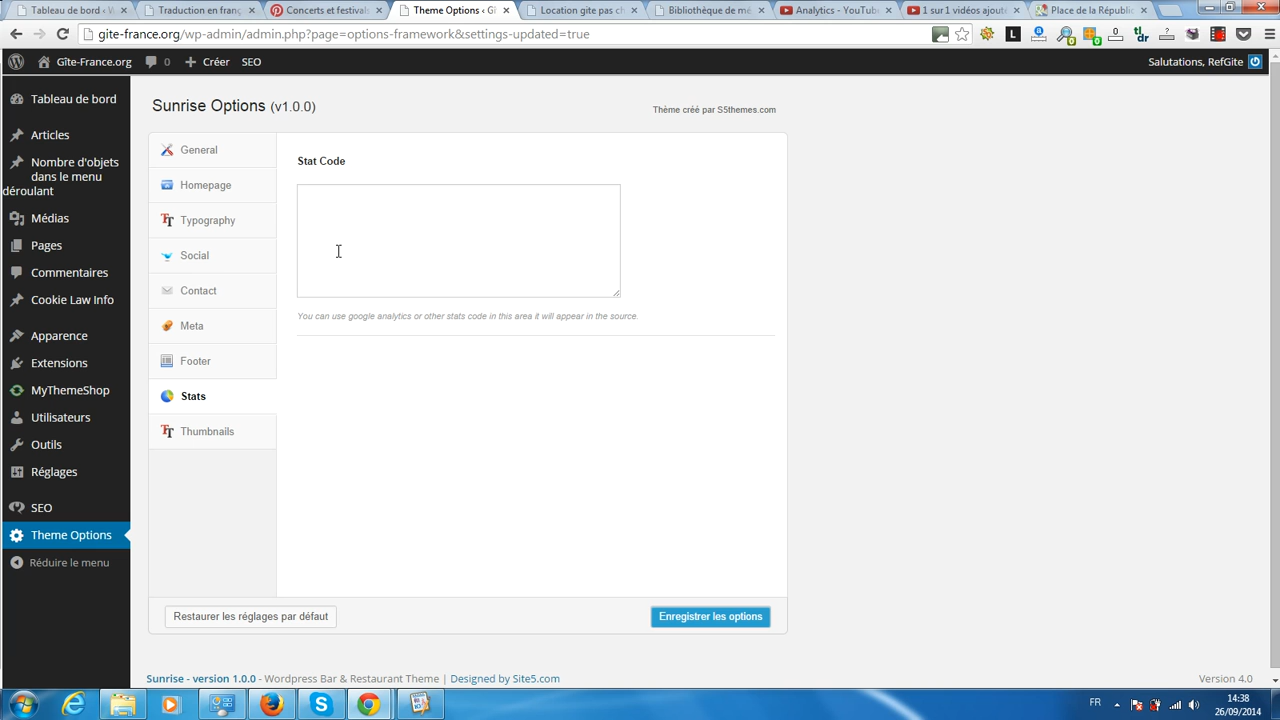 Tableau de bord ‹ W
Traduction en franç
Concerts et festivals
Theme Options ‹ Gi
Location gite pas ch
Bibliothèque de mé
Analytics - YouTube
1 sur 1 vidéos ajouté
Place de la Républic
gite-france.org/wp-admin/admin.php?page=options-framework&settings-updated=true
Gîte-France.org
0
Créer
SEO
Salutations, RefGite
Tableau de bord
Articles
Nombre d'objets
dans le menu
déroulant
Médias
Pages
Commentaires
Cookie Law Info
Apparence
Extensions
MyThemeShop
Utilisateurs
Outils
Réglages
SEO
Theme Options
Réduire le menu
Sunrise Options (v1.0.0)
Thème créé par S5themes.com
General
Homepage
Typography
Social
Contact
Meta
Footer
Stats
Thumbnails
Stat Code
You can use google analytics or other stats code in this area it will appear in the source.
Restaurer les réglages par défaut
Enregistrer les options
Sunrise - version 1.0.0 - Wordpress Bar & Restaurant Theme | Designed by Site5.com
Version 4.0
FR
14:38
26/09/2014